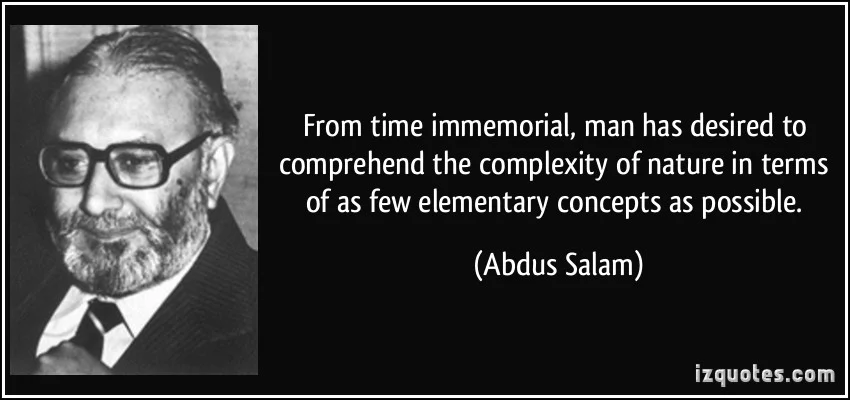 From time immemorial, man has desired to
comprehend the complexity of nature in terms
of as few elementary concepts as possible.
(Abdus Salam)
izquotes.com